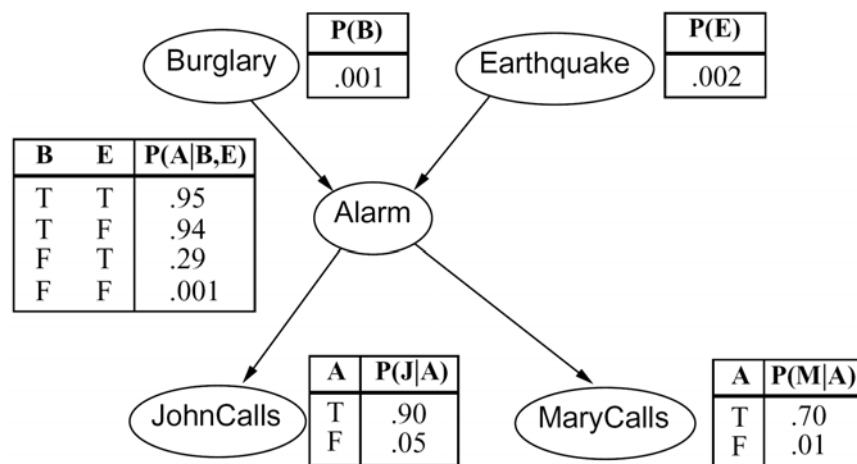 P(B)
.001
Burglary
P(E)
.002
Earthquake
B E P(A|B,E)
T T .95
T F .94
F T .29
F F .001
Alarm
JohnCalls
A P(J|A)
T .90
F .05
MaryCalls
A P(M|A)
T .70
F .01